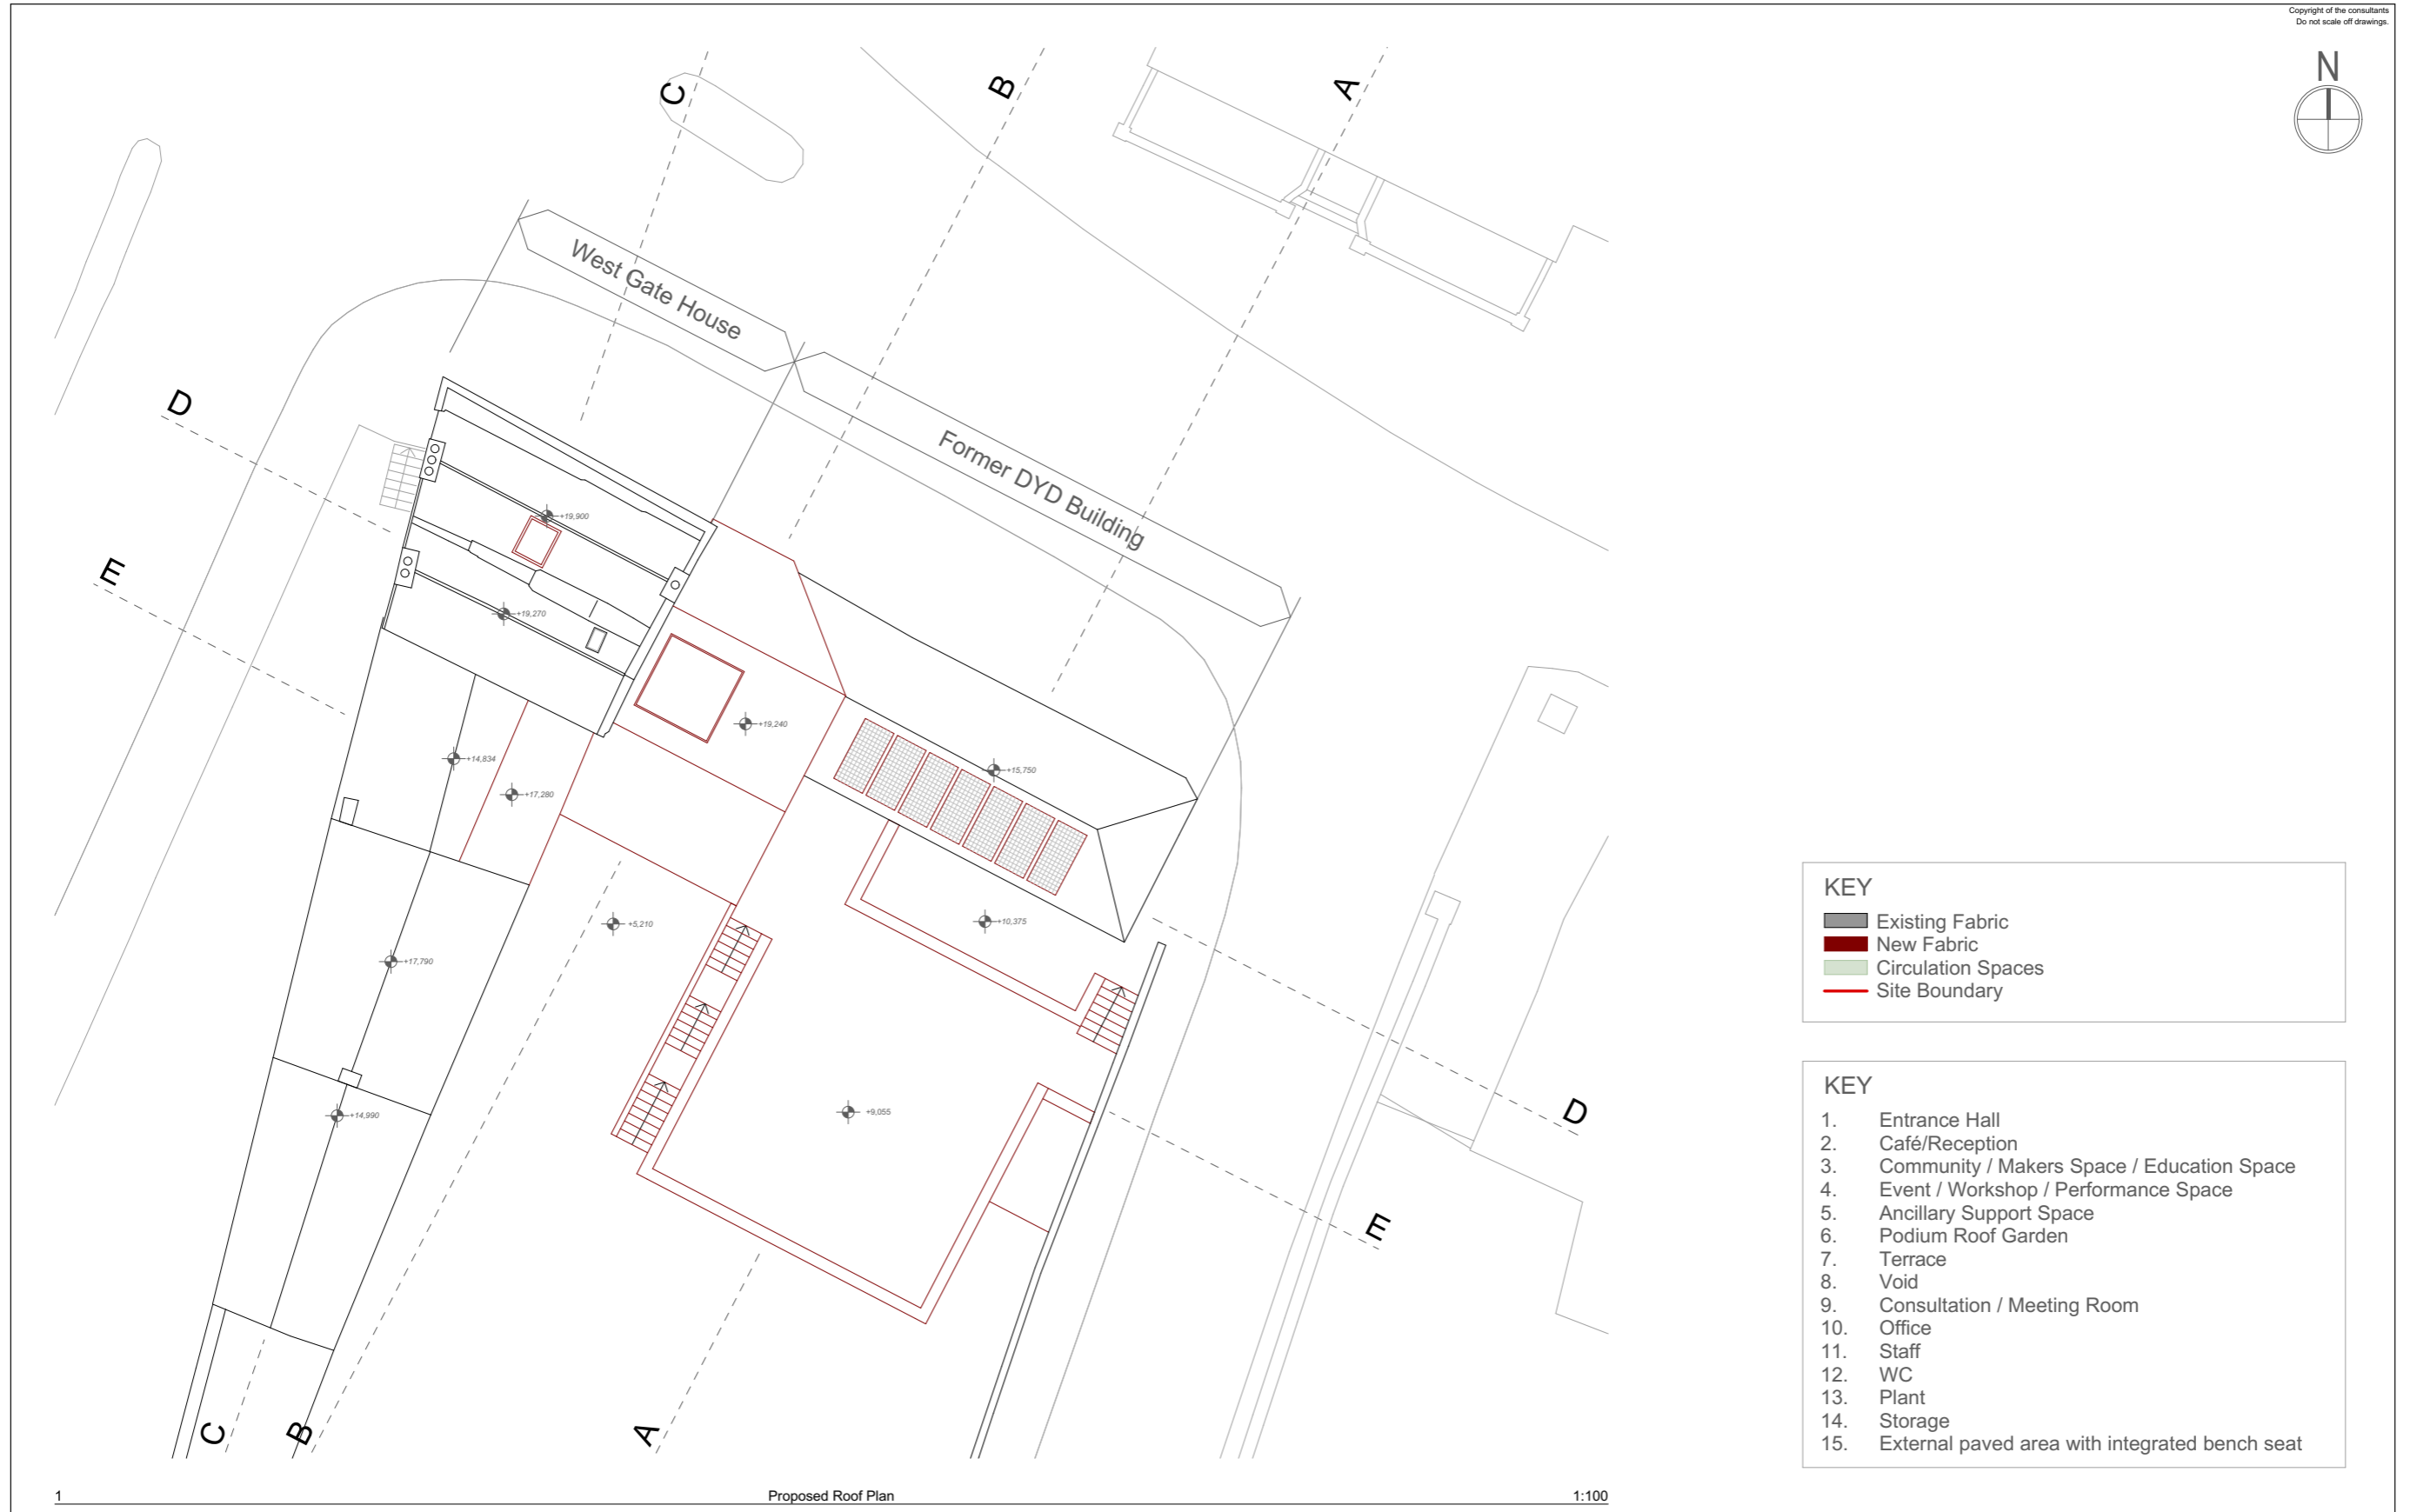 Copyright of the consultants
Do not scale off drawings.
N
C
B
A
West Gate House
Former DYD Building
D
E
+19,900
+19,270
+19,240
+15,750
+14,834
+17,280
+10,375
+5,210
+17,790
+9,055
+14,990
D
E
C
B
A
KEY
Existing Fabric
New Fabric
Circulation Spaces
Site Boundary
KEY
1. Entrance Hall
2. Café/Reception
3. Community / Makers Space / Education Space
4. Event / Workshop / Performance Space
5. Ancillary Support Space
6. Podium Roof Garden
7. Terrace
8. Void
9. Consultation / Meeting Room
10. Office
11. Staff
12. WC
13. Plant
14. Storage
15. External paved area with integrated bench seat
1 Proposed Roof Plan 1:100